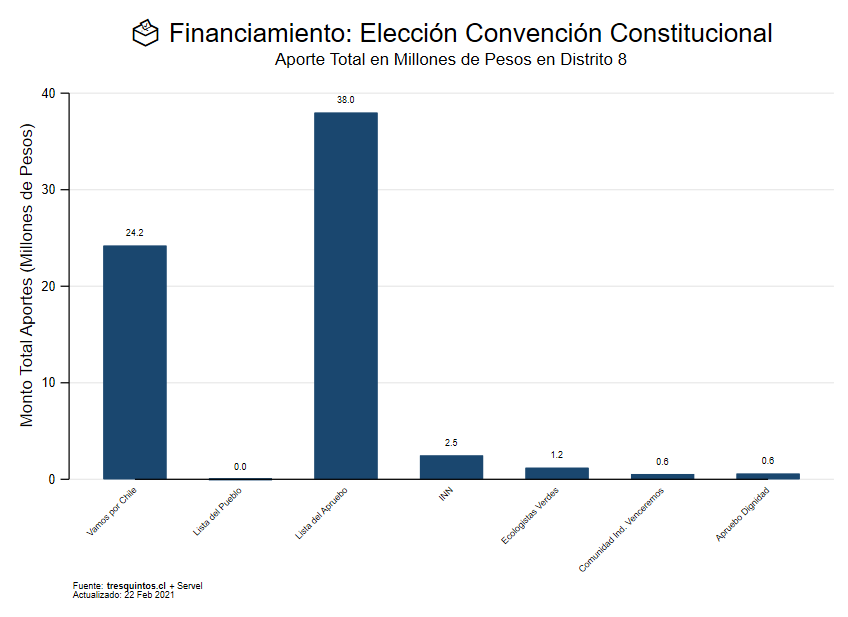 Financiamiento: Elección Convención Constitucional
Aporte Total en Millones de Pesos en Distrito 8
Monto Total Aportes (Millones de Pesos)
40
30
20
10
0
24.2
0.0
38.0
2.5
1.2
0.6
0.6
Vamos por Chile
Lista del Pueblo
Lista del Apruebo
INN
Ecologistas Verdes
Comunidad Ind. Venceremos
Apruebo Dignidad
Fuente: tresquintos.cl + Servel
Actualizado: 22 Feb 2021